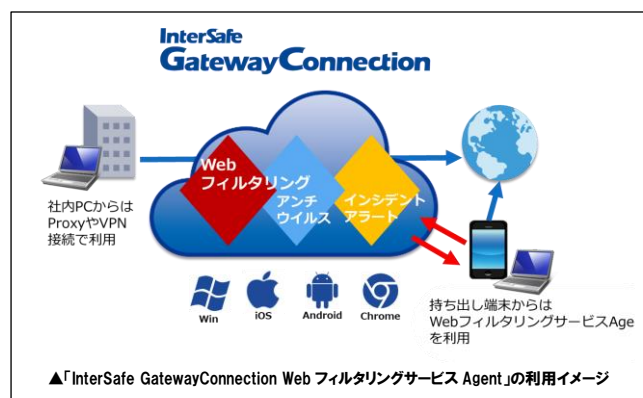 InterSafe
GatewayConnection
Web
フィルタリング
アンチ
ウイルス
インシデント
アラート
社内PCからは
ProxyやVPN
接続で利用
Win
iOS
Android
Chrome
持ち出し端末からは
WebフィルタリングサービスAge
を利用
▲「InterSafe GatewayConnection Web フィルタリングサービス Agent」の利用イメージ